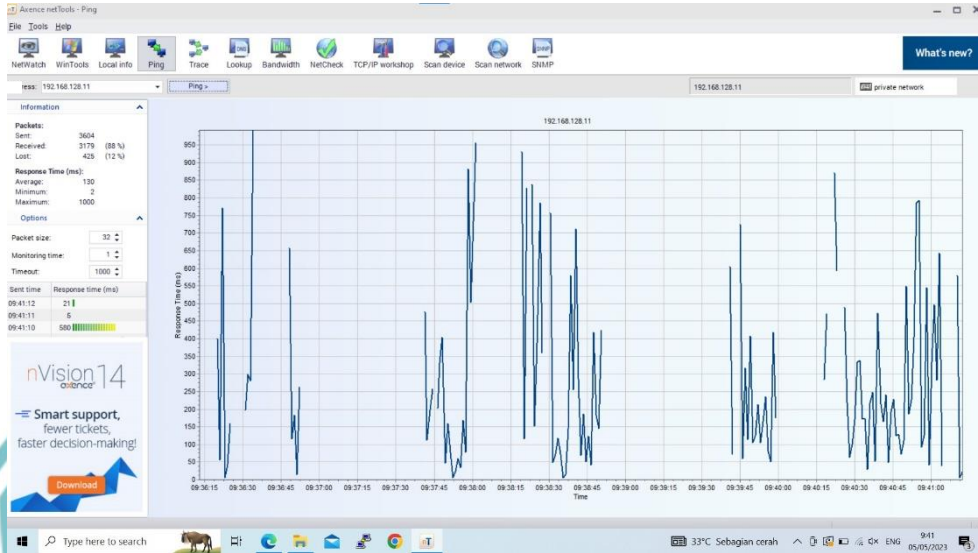 Axence netTools - Ping
File Tools Help
NetWatch WinTools Local info Ping Trace Lookup Bandwidth NetCheck TCP/IP workshop Scan device Scan network SNMP
What's new?
ress: 192.168.128.11 Ping > 192.168.128.11 private network
Information
Packets:
Sent: 3604
Received: 3179 (88 %)
Lost: 425 (12 %)
Response Time (ms):
Average: 130
Minimum: 2
Maximum: 1000
Options
Packet size: 32
Monitoring time: 1
Timeout: 1000
Sent time Response time (ms)
09:41:12 21
09:41:11 5
09:41:10 580
nVision 14
axence
Smart support,
fewer tickets,
faster decision-making!
Download
192.168.128.11
Response Time (ms)
950
900
850
800
750
700
650
600
550
500
450
400
350
300
250
200
150
100
50
0
09:36:15 09:36:30 09:36:45 09:37:00 09:37:15 09:37:30 09:37:45 09:38:00 09:38:15 09:38:30 09:38:45 09:39:00 09:39:15 09:39:30 09:39:45 09:40:00 09:40:15 09:40:30 09:40:45 09:41:00
Time
Type here to search
33°C Sebagian cerah
ENG
9:41
05/05/2023